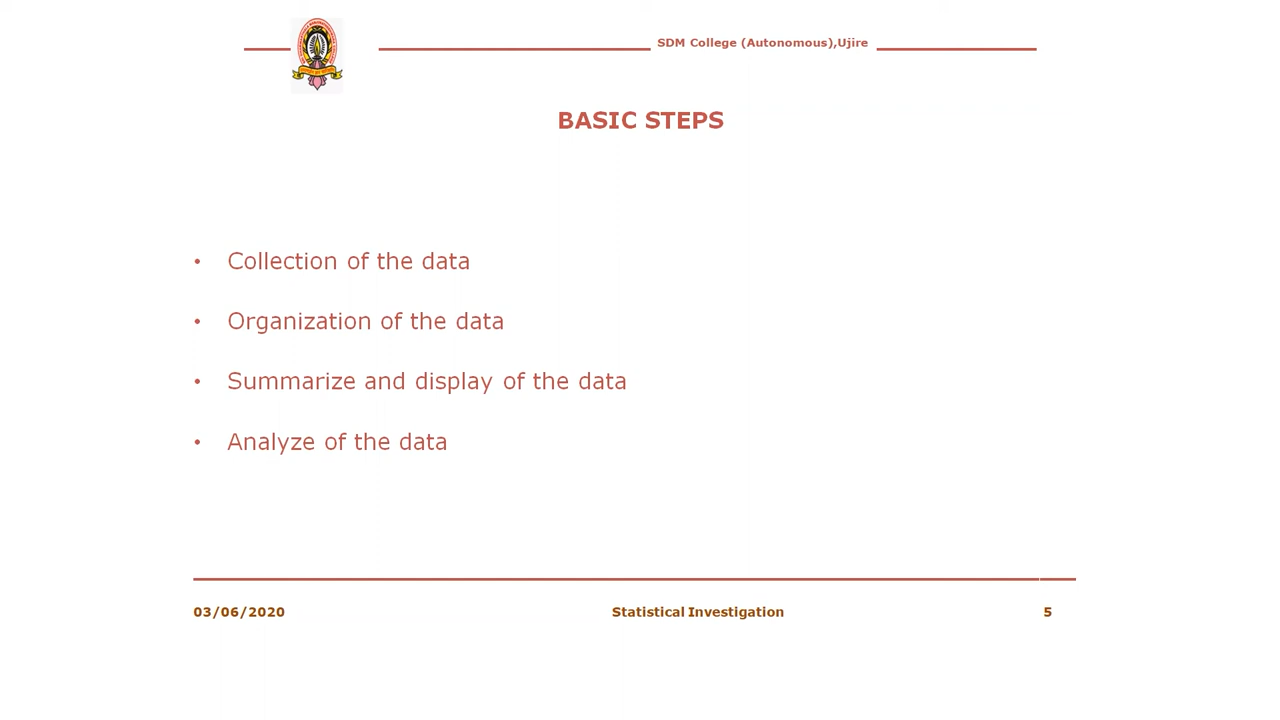 SDM College (Autonomous),Ujire
BASIC STEPS
• Collection of the data
• Organization of the data
• Summarize and display of the data
• Analyze of the data
03/06/2020 Statistical Investigation 5